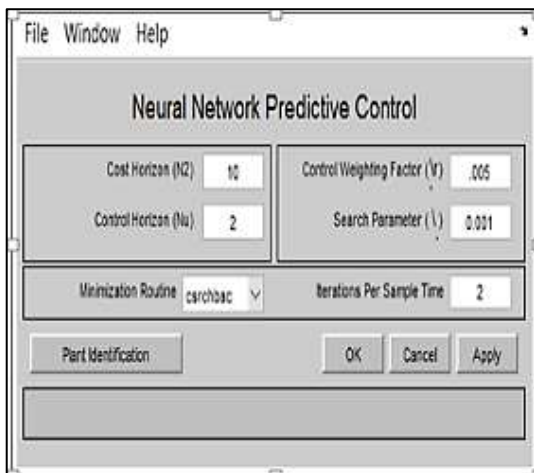 File Window Help
Neural Network Predictive Control
Cost Horizon (N2) 10
Control Weighting Factor (\r) .005
Control Horizon (Nu) 2
Search Parameter (\) 0.001
Minimization Routine csrchbac
Iterations Per Sample Time 2
Plant Identification
OK Cancel Apply